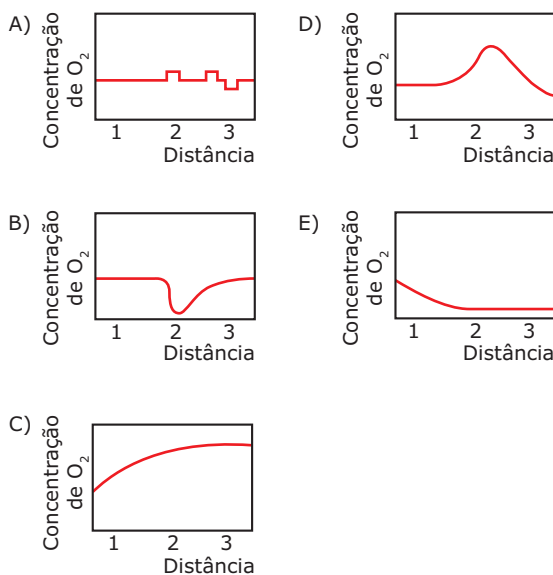 A)
Concentração
de O₂
1 2 3
Distância
B)
Concentração
de O₂
1 2 3
Distância
C)
Concentração
de O₂
1 2 3
Distância
D)
Concentração
de O₂
1 2 3
Distância
E)
Concentração
de O₂
1 2 3
Distância